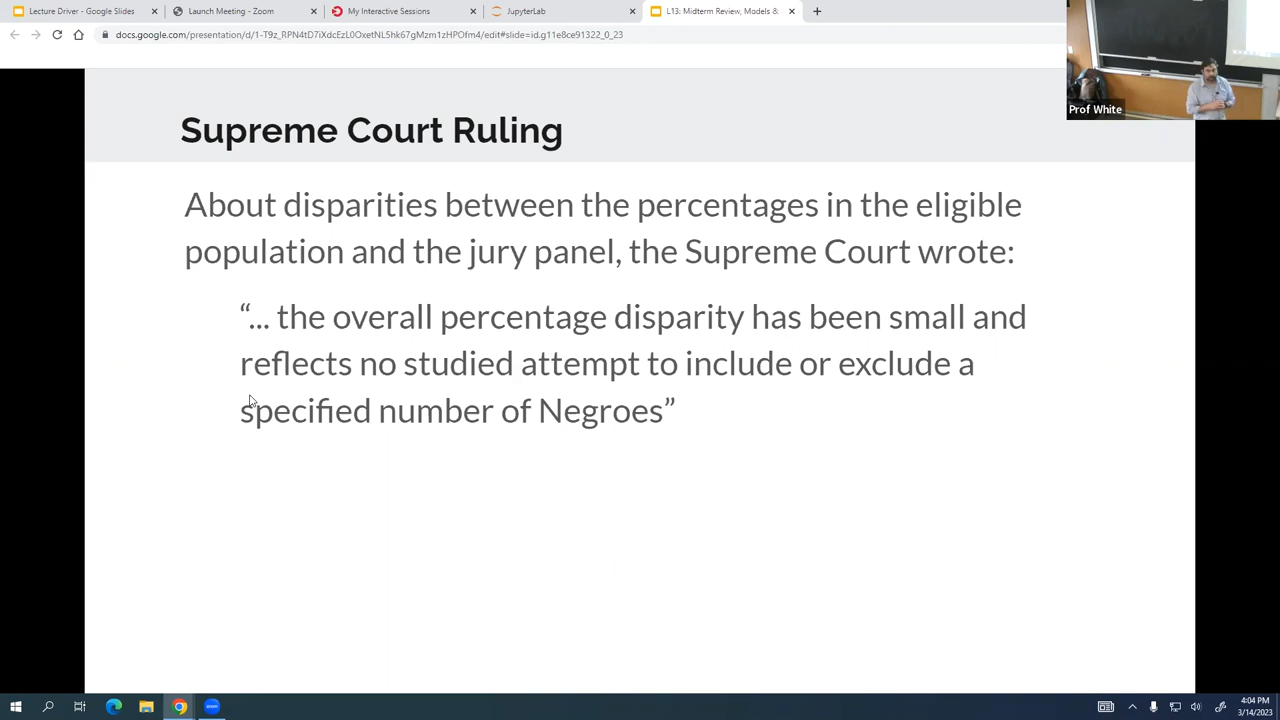 Lecture Driver - Google Slides
Launch Meeting - Zoom
My Interactive Sessions
JupyterLab
L13: Midterm Review, Models &
docs.google.com/presentation/d/1-T9z_RPN4tD7iXdcEzL0OxetNL5hk67gMzm1zHPOfm4/edit#slide=id.g11e8ce91322_0_23
Prof White
Supreme Court Ruling
About disparities between the percentages in the eligible
population and the jury panel, the Supreme Court wrote:
“... the overall percentage disparity has been small and
reflects no studied attempt to include or exclude a
specified number of Negroes”
4:04 PM
3/14/2023